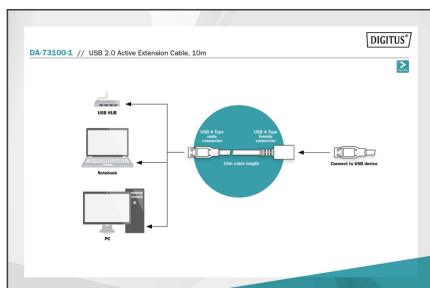 DIGITUS®
DA-73100-1 // USB 2.0 Active Extension Cable, 10m
USB HUB
USB A Type
male
connector
USB A Type
female
connector
Notebook
10m cable length
Connect to USB device
PC